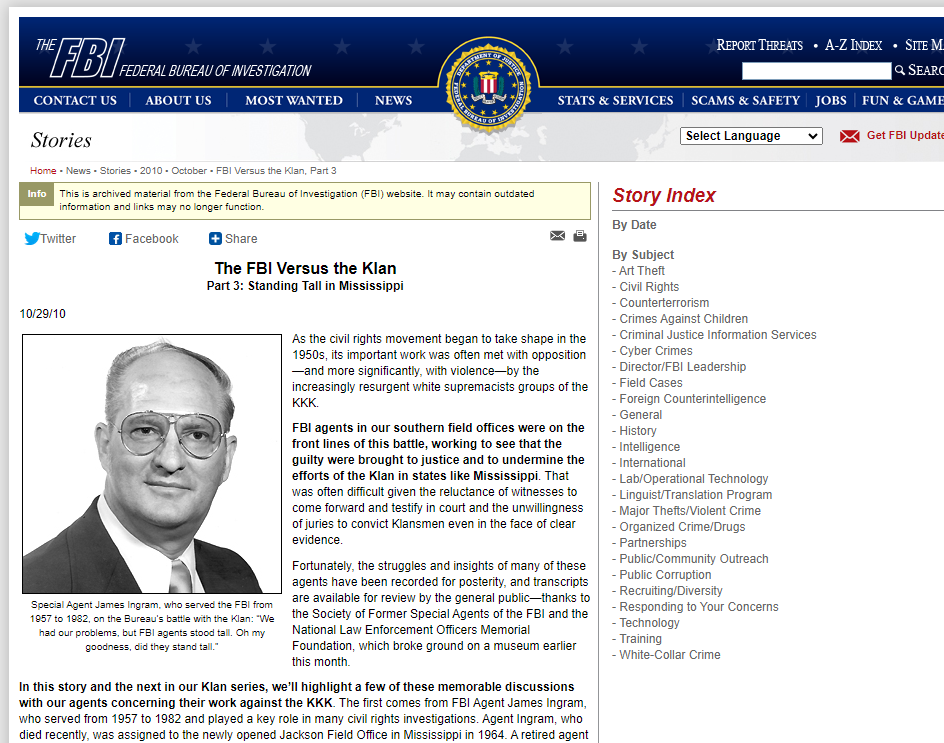 THE FBI FEDERAL BUREAU OF INVESTIGATION
REPORT THREATS • A-Z INDEX • SITE M
SEARC
DEPARTMENT OF JUSTICE
FEDERAL BUREAU OF INVESTIGATION
CONTACT US ABOUT US MOST WANTED NEWS STATS & SERVICES SCAMS & SAFETY JOBS FUN & GAME
Stories
Select Language
Get FBI Update
Home • News • Stories • 2010 • October • FBI Versus the Klan, Part 3
Info
This is archived material from the Federal Bureau of Investigation (FBI) website. It may contain outdated
information and links may no longer function.
Twitter Facebook Share
The FBI Versus the Klan
Part 3: Standing Tall in Mississippi
10/29/10
Special Agent James Ingram, who served the FBI from
1957 to 1982, on the Bureau's battle with the Klan: “We
had our problems, but FBI agents stood tall. Oh my
goodness, did they stand tall.”
As the civil rights movement began to take shape in the
1950s, its important work was often met with opposition
—and more significantly, with violence—by the
increasingly resurgent white supremacists groups of the
KKK.
FBI agents in our southern field offices were on the
front lines of this battle, working to see that the
guilty were brought to justice and to undermine the
efforts of the Klan in states like Mississippi. That
was often difficult given the reluctance of witnesses to
come forward and testify in court and the unwillingness
of juries to convict Klansmen even in the face of clear
evidence.
Fortunately, the struggles and insights of many of these
agents have been recorded for posterity, and transcripts
are available for review by the general public—thanks to
the Society of Former Special Agents of the FBI and the
National Law Enforcement Officers Memorial
Foundation, which broke ground on a museum earlier
this month.
In this story and the next in our Klan series, we’ll highlight a few of these memorable discussions
with our agents concerning their work against the KKK. The first comes from FBI Agent James Ingram,
who served from 1957 to 1982 and played a key role in many civil rights investigations. Agent Ingram, who
died recently, was assigned to the newly opened Jackson Field Office in Mississippi in 1964. A retired agent
Story Index
By Date
By Subject
- Art Theft
- Civil Rights
- Counterterrorism
- Crimes Against Children
- Criminal Justice Information Services
- Cyber Crimes
- Director/FBI Leadership
- Field Cases
- Foreign Counterintelligence
- General
- History
- Intelligence
- International
- Lab/Operational Technology
- Linguist/Translation Program
- Major Thefts/Violent Crime
- Organized Crime/Drugs
- Partnerships
- Public/Community Outreach
- Public Corruption
- Recruiting/Diversity
- Responding to Your Concerns
- Technology
- Training
- White-Collar Crime